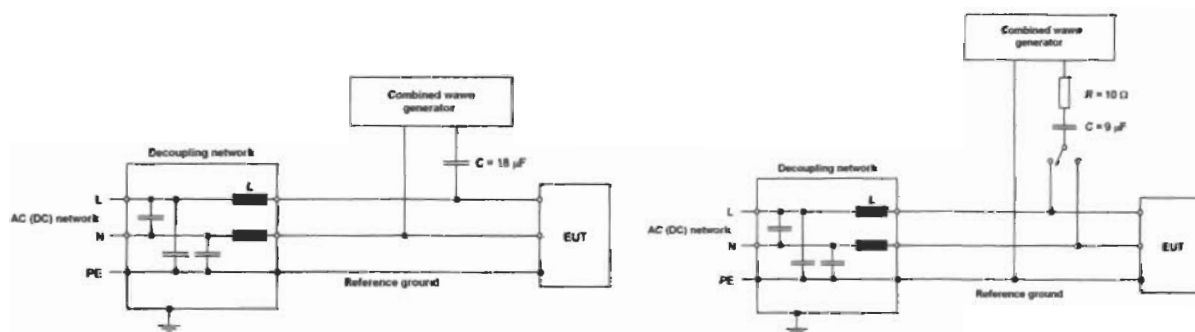 Combined wawe
generator
C = 18 µF
Decoupling network
L
L
AC (DC) network
N
PE
EUT
Reference ground
Combined wawe
generator
R = 10 Ω
C = 9 µF
Decoupling network
L
L
AC (DC) network
N
PE
EUT
Reference ground